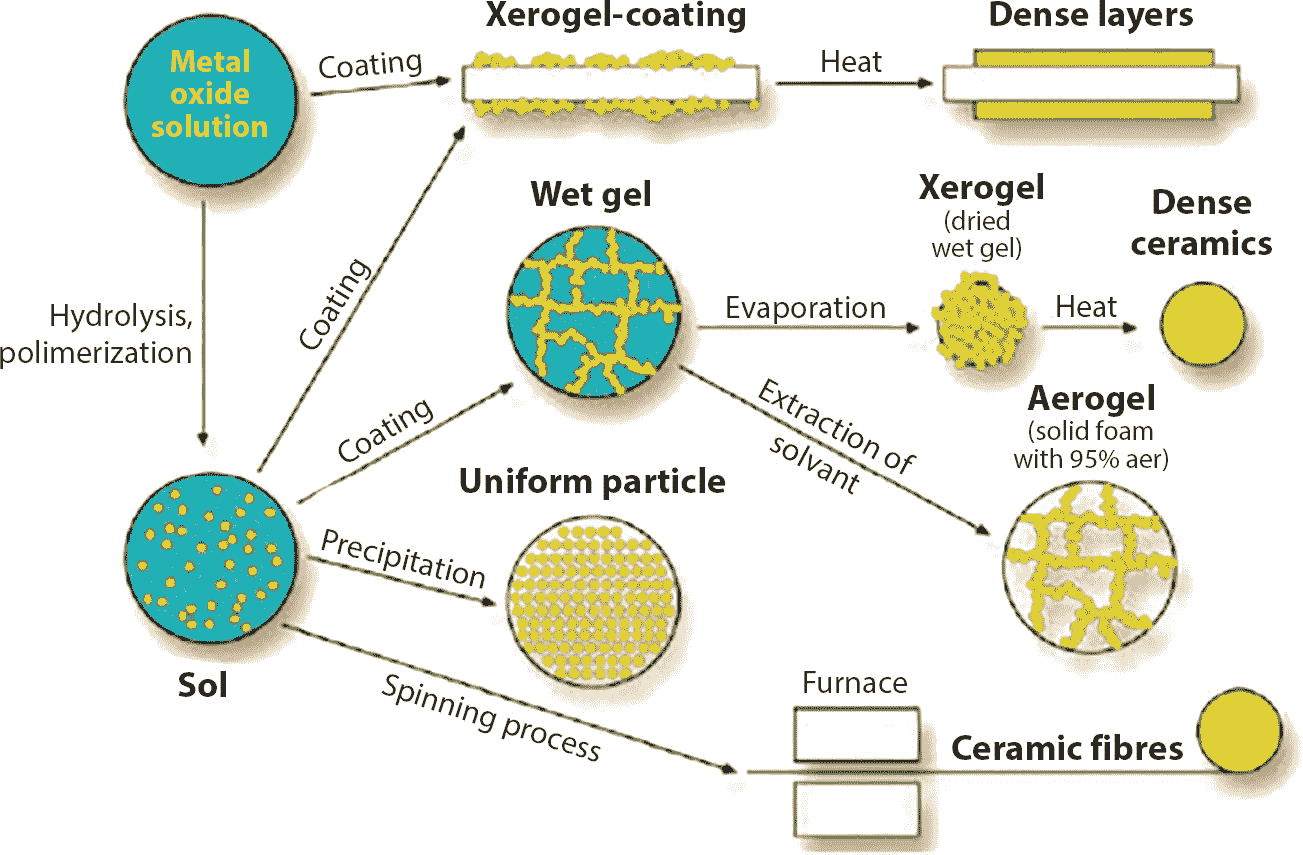 Xerogel-coating
Dense layers
Metal
oxide
solution
Coating
Heat
Wet gel
Xerogel
(dried
wet gel)
Dense
ceramics
Hydrolysis,
polimerization
Coating
Evaporation
Heat
Coating
Extraction of
solvant
Aerogel
(solid foam
with 95% aer)
Uniform particle
Precipitation
Sol
Spinning process
Furnace
Ceramic fibres